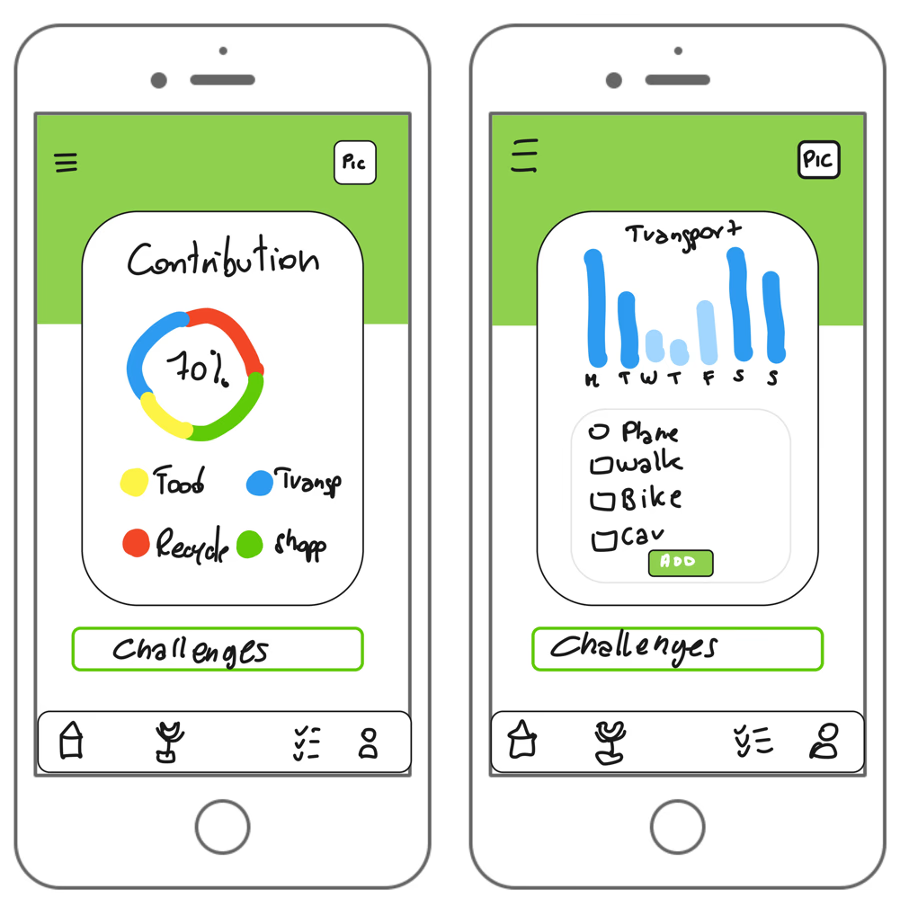 Pic
Contribution
70%
Food Transp
Recycle Shopp
Challenges
PIC
Transport
M T W T F S S
Plane
Walk
Bike
Car
ADD
Challenges